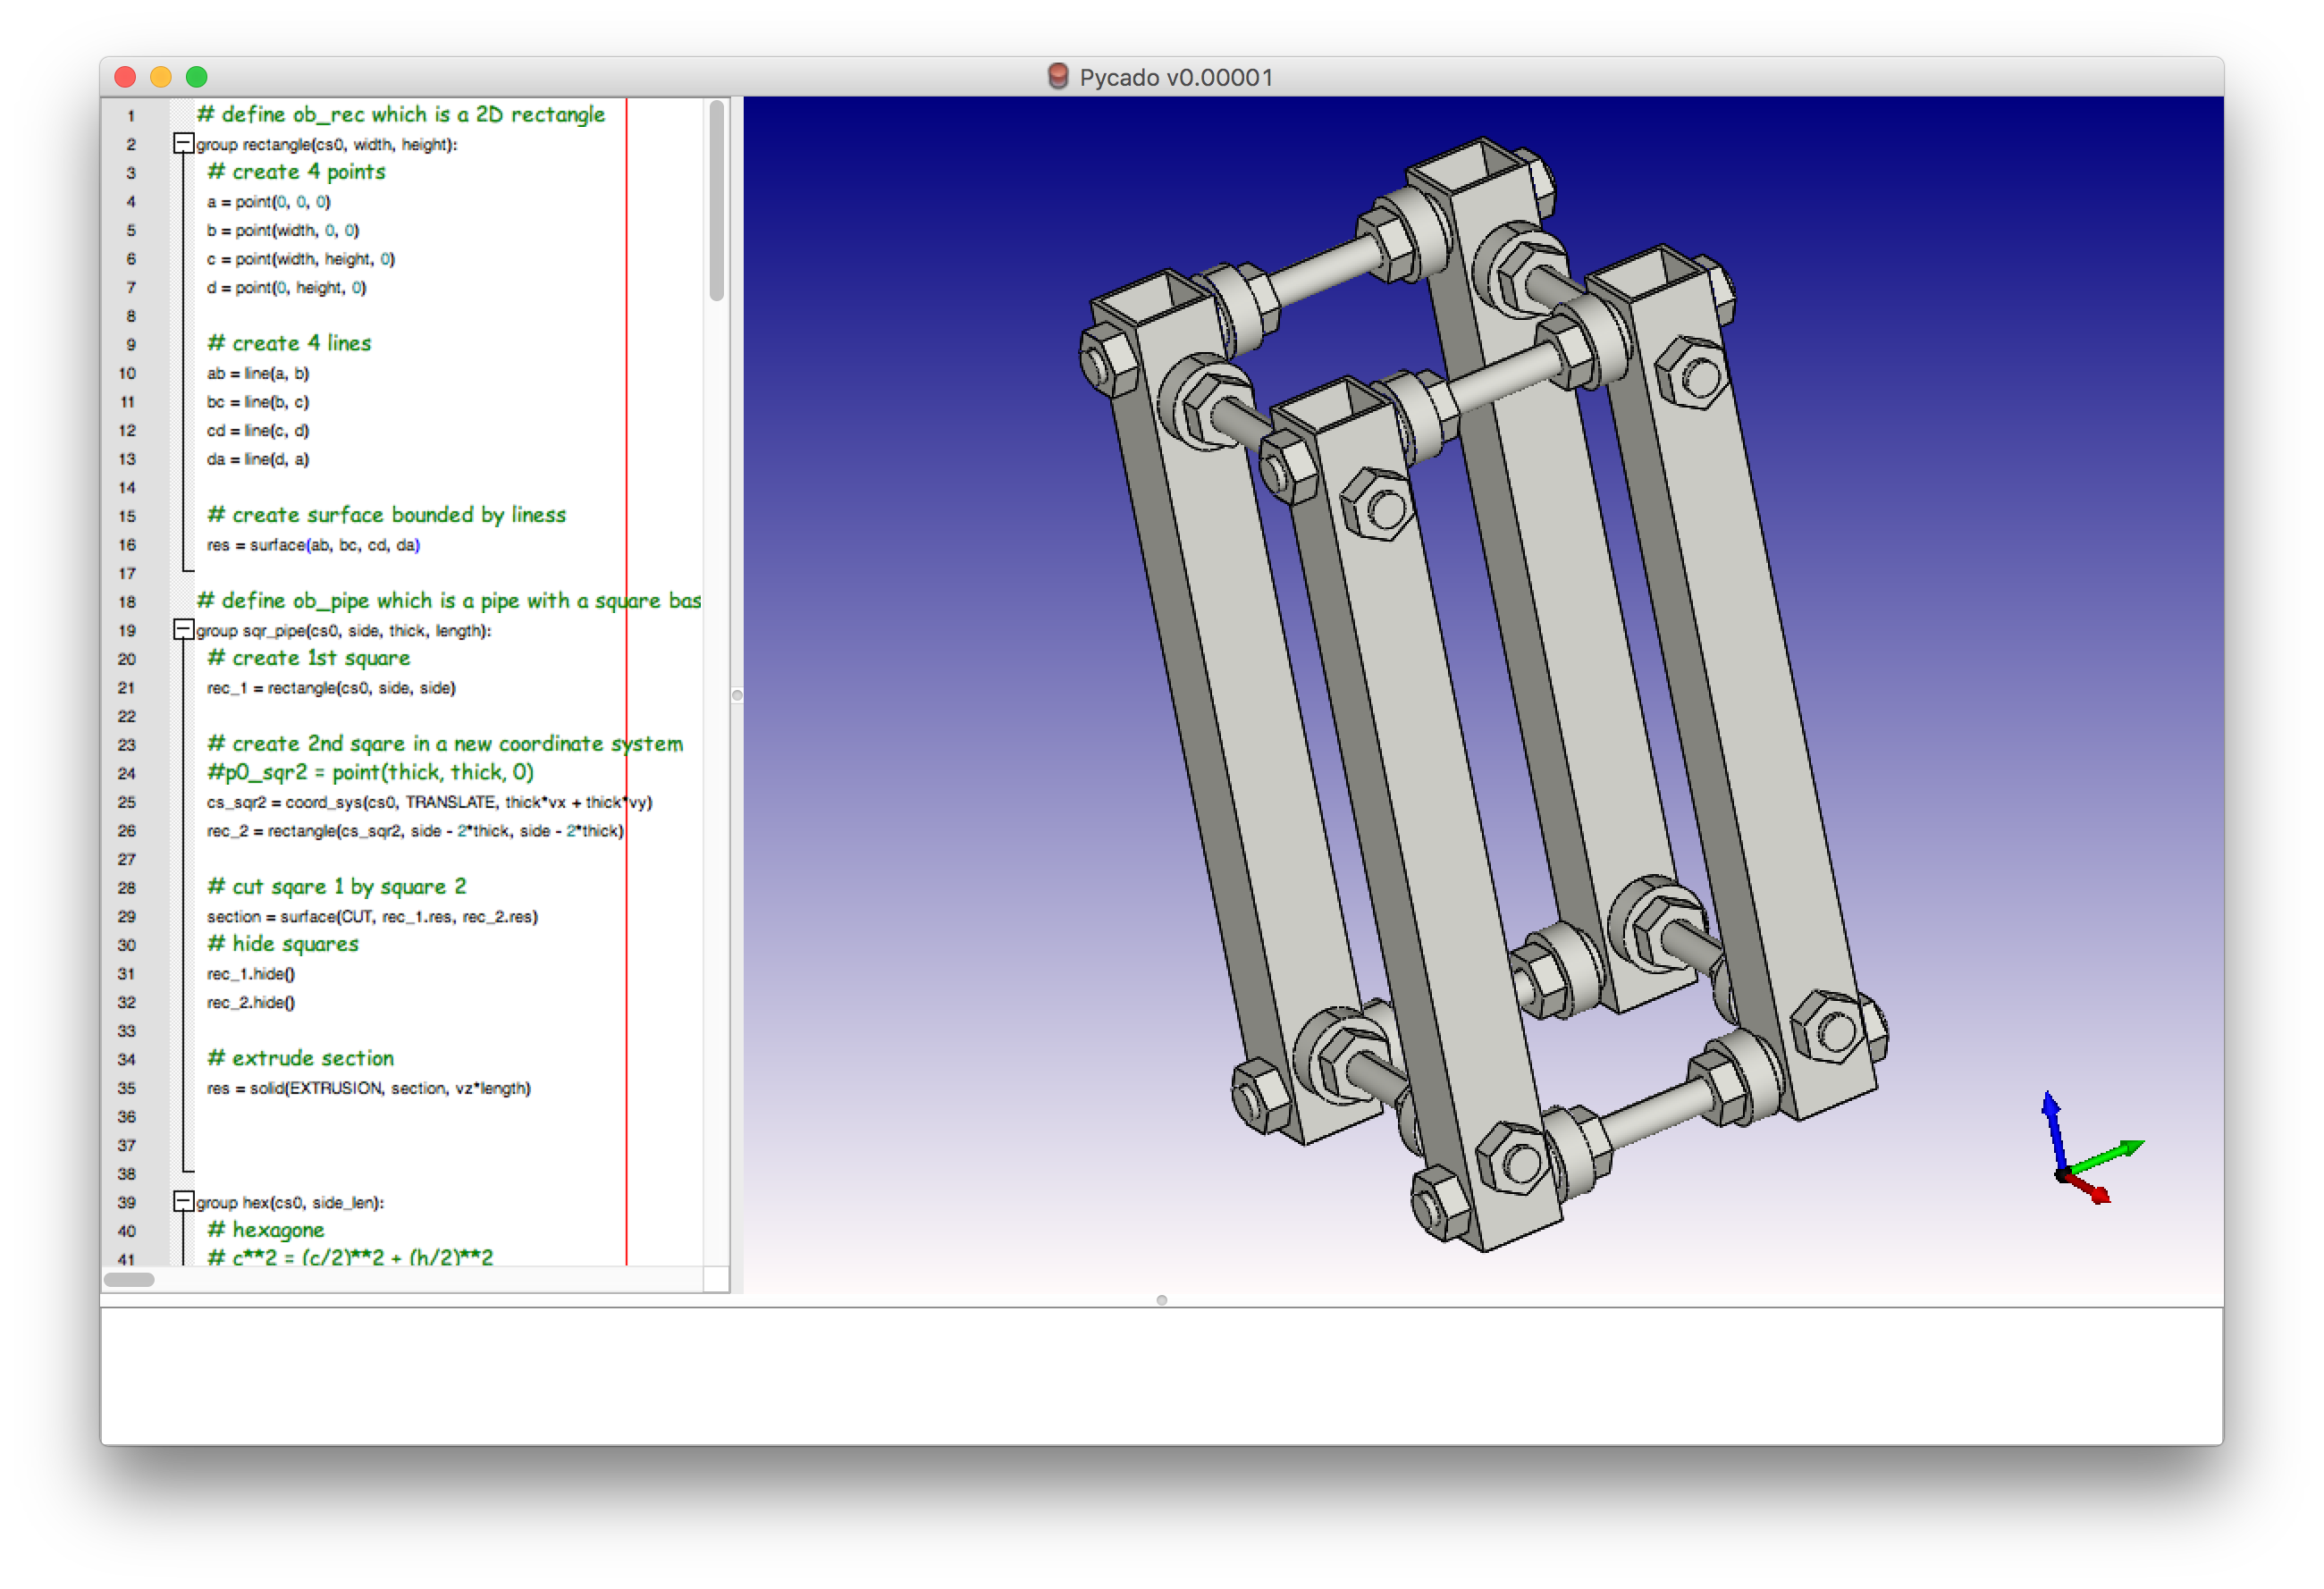 Pycado v0.00001
1 # define ob_rec which is a 2D rectangle
2 group rectangle(cs0, width, height):
3 # create 4 points
4 a = point(0, 0, 0)
5 b = point(width, 0, 0)
6 c = point(width, height, 0)
7 d = point(0, height, 0)
8
9 # create 4 lines
10 ab = line(a, b)
11 bc = line(b, c)
12 cd = line(c, d)
13 da = line(d, a)
14
15 # create surface bounded by liness
16 res = surface(ab, bc, cd, da)
17
18 # define ob_pipe which is a pipe with a square bas
19 group sqr_pipe(cs0, side, thick, length):
20 # create 1st square
21 rec_1 = rectangle(cs0, side, side)
22
23 # create 2nd sqare in a new coordinate system
24 #p0_sqr2 = point(thick, thick, 0)
25 cs_sqr2 = coord_sys(cs0, TRANSLATE, thick*vx + thick*vy)
26 rec_2 = rectangle(cs_sqr2, side - 2*thick, side - 2*thick)
27
28 # cut sqare 1 by square 2
29 section = surface(CUT, rec_1.res, rec_2.res)
30 # hide squares
31 rec_1.hide()
32 rec_2.hide()
33
34 # extrude section
35 res = solid(EXTRUSION, section, vz*length)
36
37
38
39 group hex(cs0, side_len):
40 # hexagone
41 # c**2 = (c/2)**2 + (h/2)**2